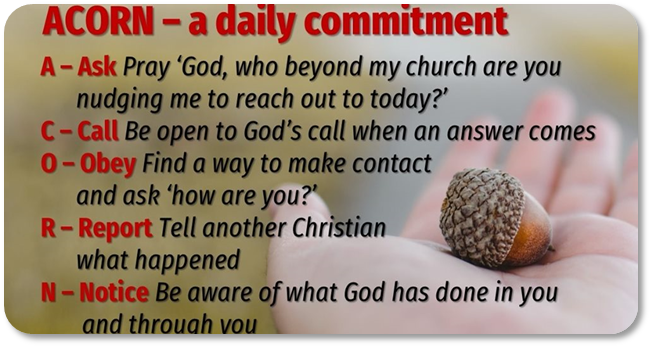 ACORN – a daily commitment
A – Ask Pray ‘God, who beyond my church are you
nudging me to reach out to today?’
C – Call Be open to God’s call when an answer comes
O – Obey Find a way to make contact
and ask ‘how are you?’
R – Report Tell another Christian
what happened
N – Notice Be aware of what God has done in you
and through you